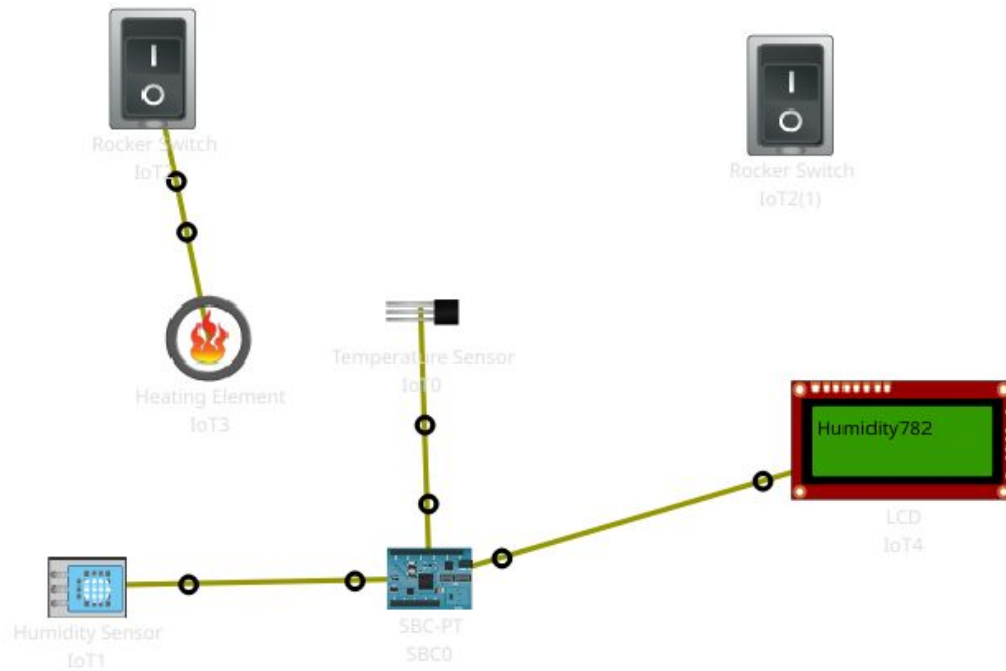 Rocker Switch
IoT2
Rocker Switch
IoT2(1)
Temperature Sensor
IoT0
Heating Element
IoT3
Humidity782
LCD
IoT4
Humidity Sensor
IoT1
SBC-PT
SBC0